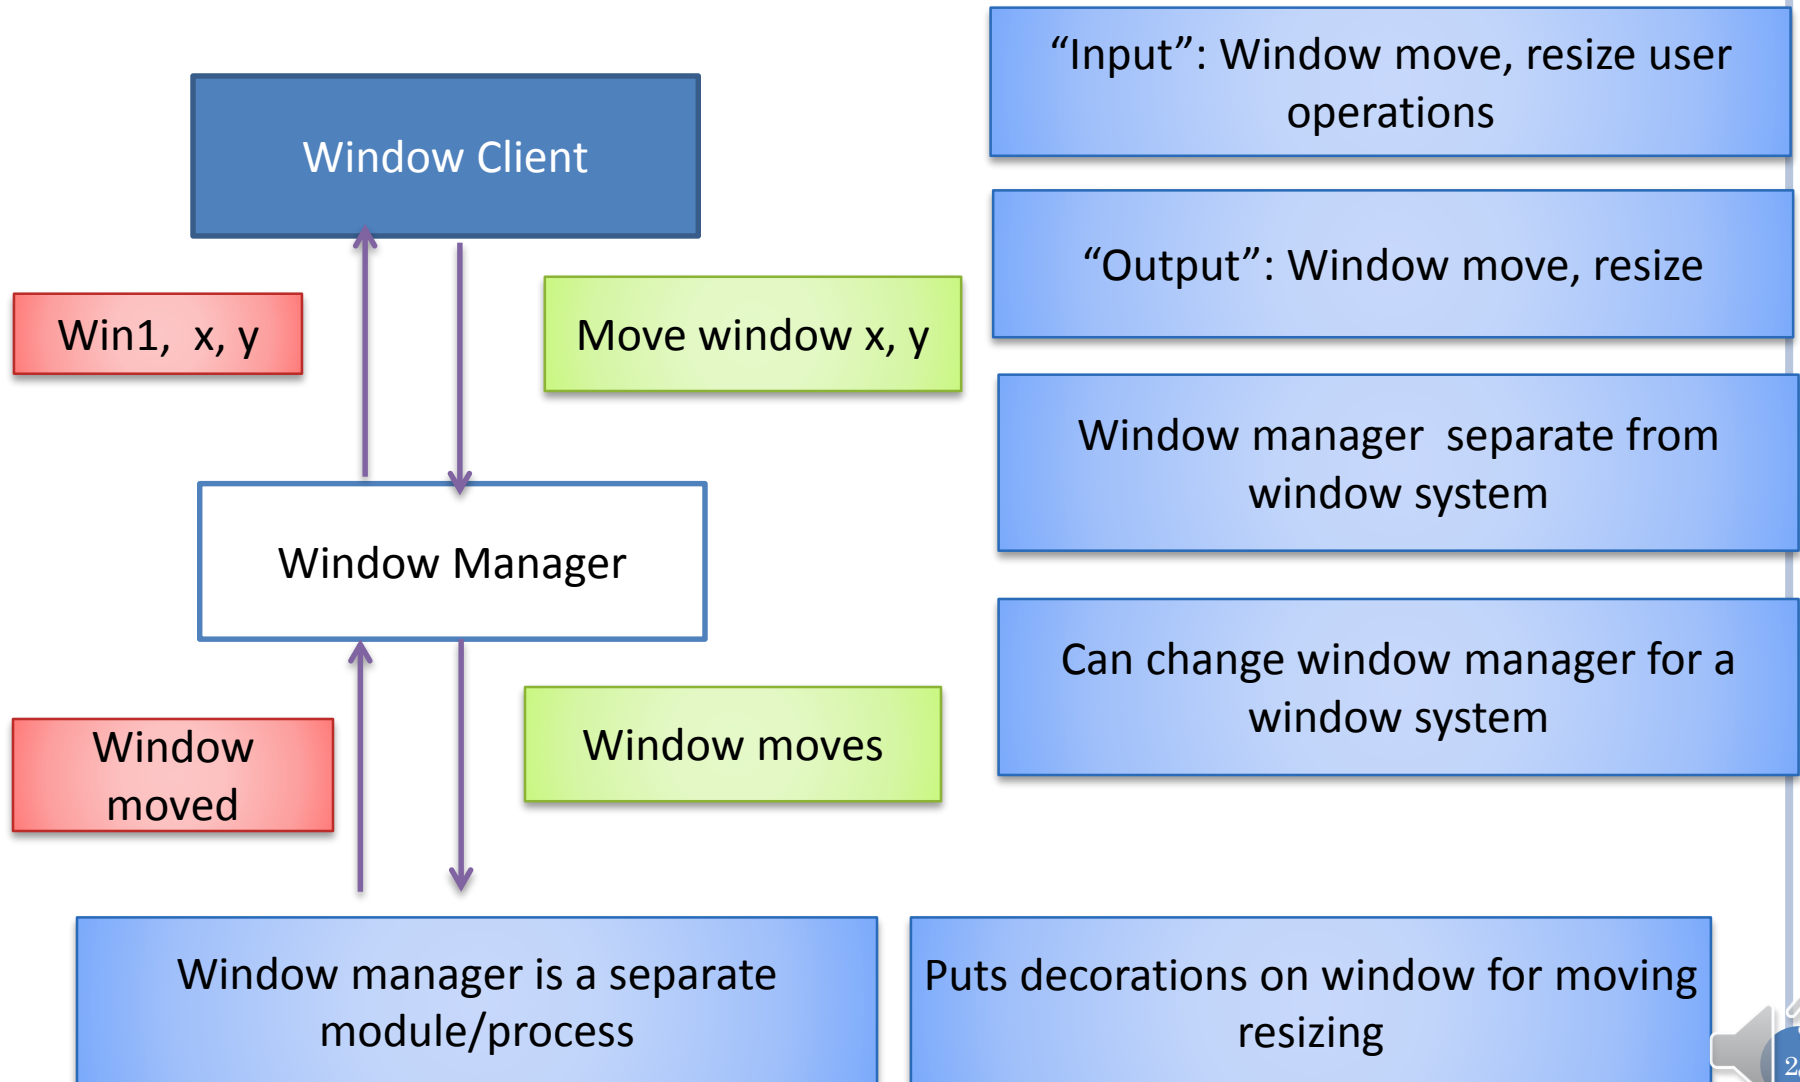 Window Client
Win1,  x, y
Move window x, y
Window Manager
Window
moved
Window moves
“Input”: Window move, resize user
operations
“Output”: Window move, resize
Window manager  separate from
window system
Can change window manager for a
window system
Window manager is a separate
module/process
Puts decorations on window for moving
resizing